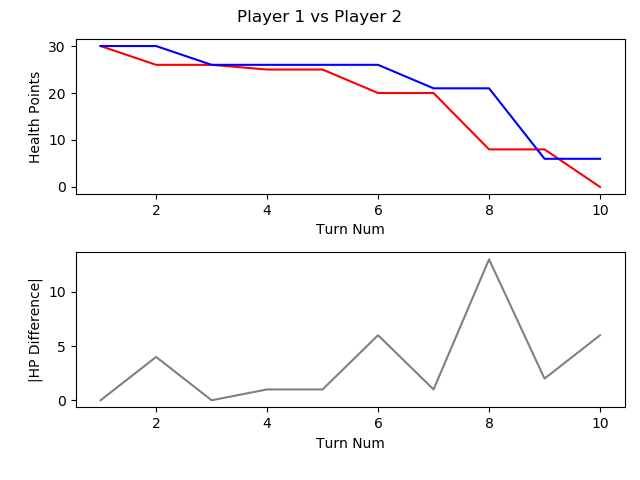 Player 1 vs Player 2
30
20
10
0
Health Points
2 4 6 8 10
Turn Num
10
5
0
|HP Difference|
2 4 6 8 10
Turn Num